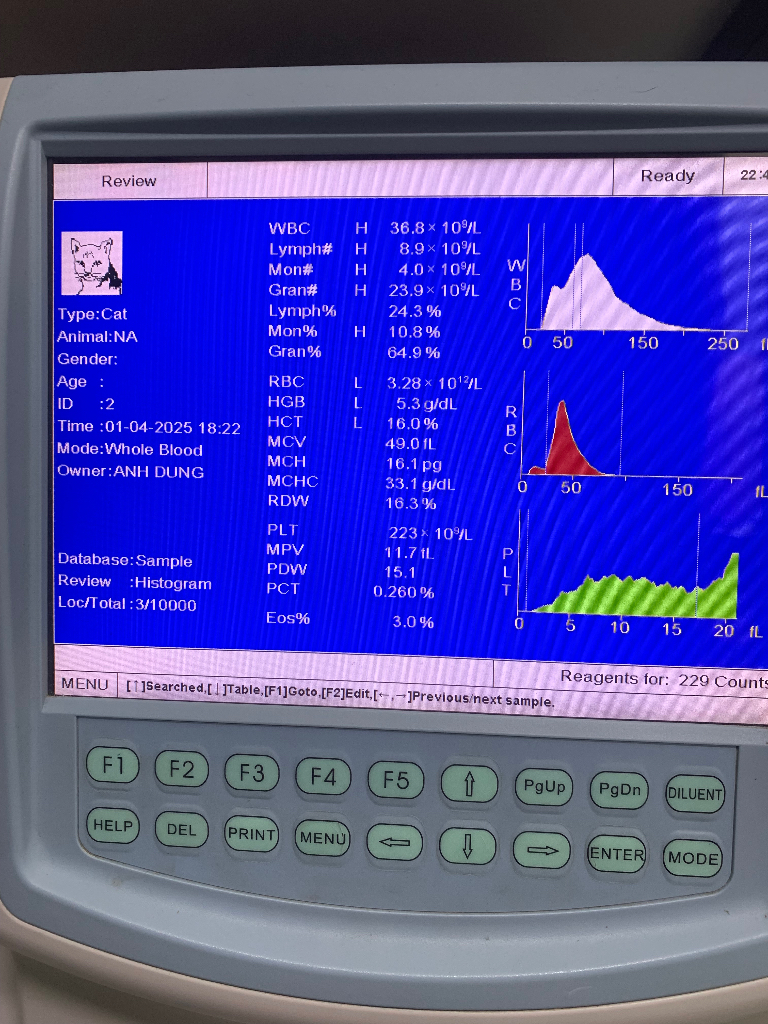 Review
Ready
22:4
Type:Cat
Animal:NA
Gender:
Age :
ID :2
Time :01-04-2025 18:22
Mode:Whole Blood
Owner:ANH DUNG
Database:Sample
Review :Histogram
Loc/Total :3/10000
WBC H 36.8 × 10⁹/L
Lymph# H 8.9 × 10⁹/L
Mon# H 4.0 × 10⁹/L
Gran# H 23.9 × 10⁹/L
Lymph% 24.3 %
Mon% H 10.8 %
Gran% 64.9 %
RBC L 3.28 × 10¹²/L
HGB L 5.3 g/dL
HCT L 16.0 %
MCV 49.0 fL
MCH 16.1 pg
MCHC 33.1 g/dL
RDW 16.3 %
PLT 223 × 10⁹/L
MPV 11.7 fL
PDW 15.1
PCT 0.260 %
Eos% 3.0 %
WBC
0 50 150 250 fL
RBC
0 50 150 fL
PLT
0 5 10 15 20 fL
Reagents for: 229 Counts
MENU [↑]Searched,[↓]Table,[F1]Goto,[F2]Edit,[←,→]Previous/next sample.
F1 F2 F3 F4 F5 ⇧ PgUp PgDn DILUENT
HELP DEL PRINT MENU ⇦ ⇩ ⇨ ENTER MODE